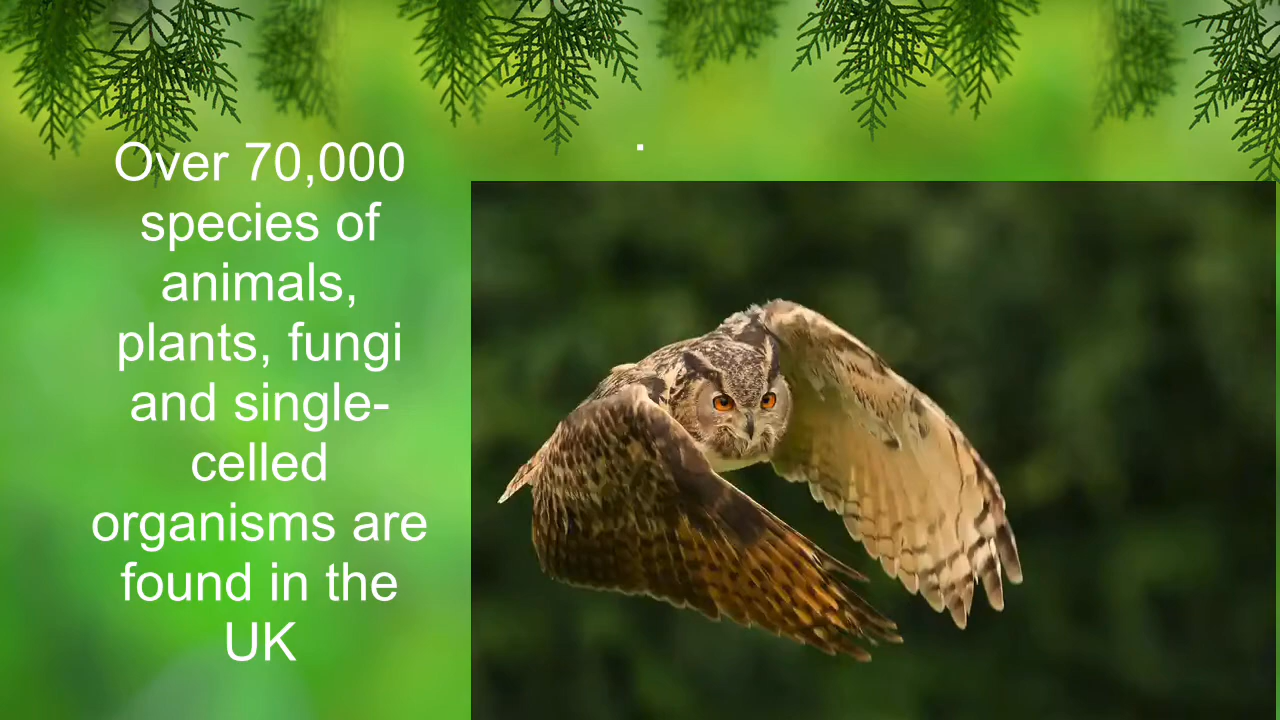 .
Over 70,000
species of
animals,
plants, fungi
and single-
celled
organisms are
found in the
UK